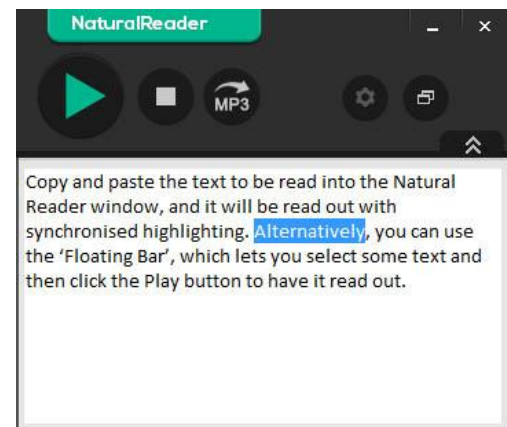 NaturalReader
MP3
Copy and paste the text to be read into the Natural
Reader window, and it will be read out with
synchronised highlighting. Alternatively, you can use
the ‘Floating Bar’, which lets you select some text and
then click the Play button to have it read out.